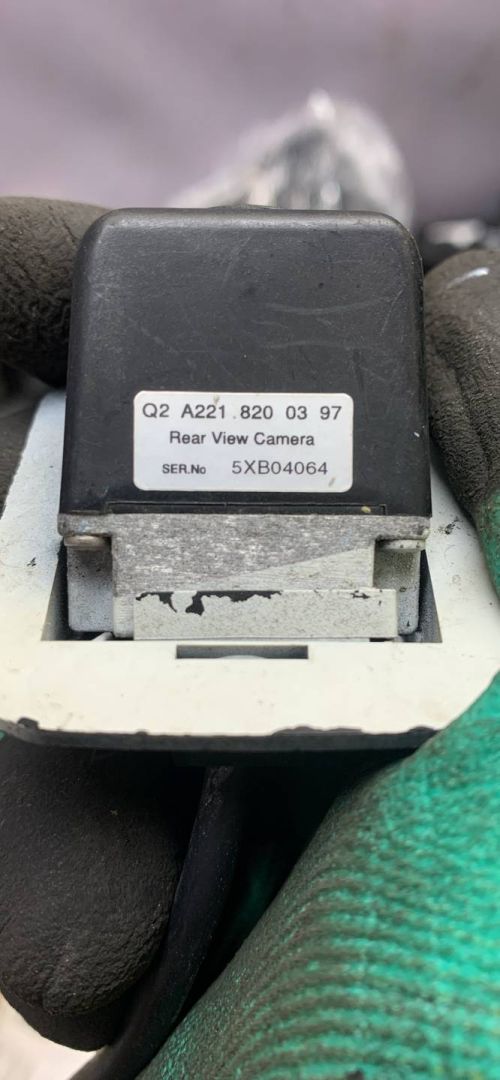 Q2 A221 820 03 97
Rear View Camera
SER.No 5XB04064